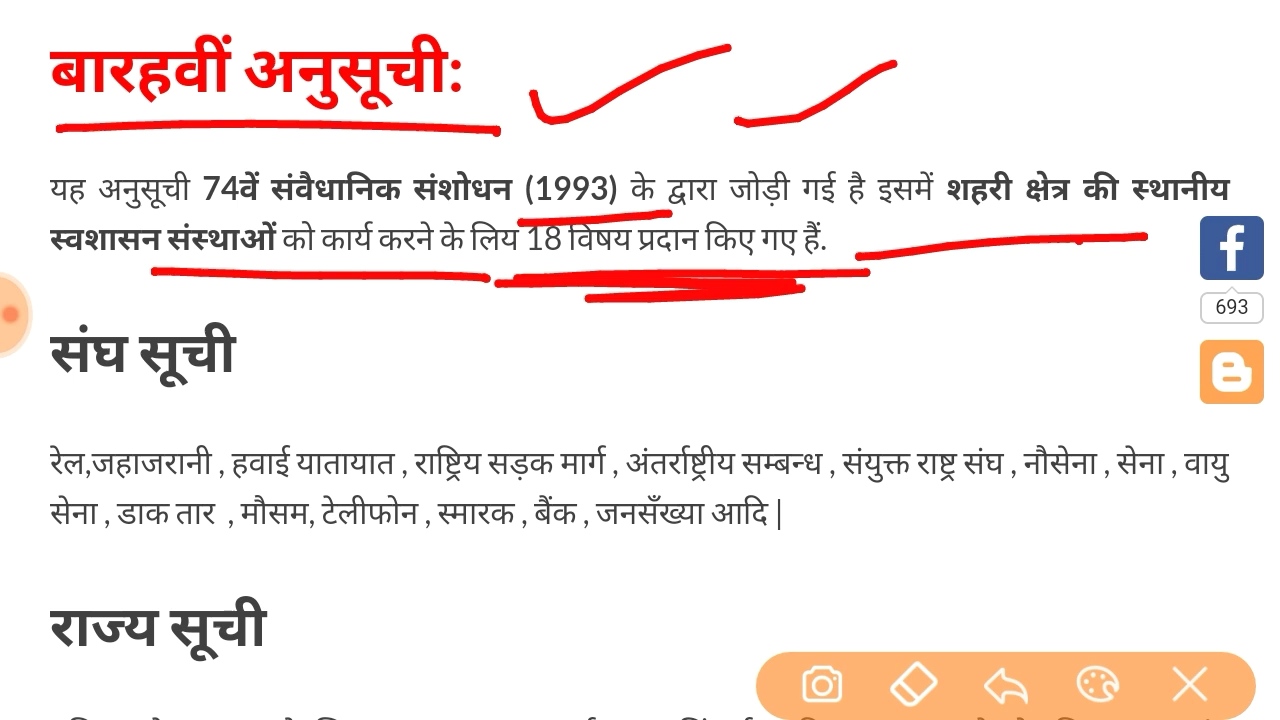 बारहवीं अनुसूची:
यह अनुसूची 74वें संवैधानिक संशोधन (1993) के द्वारा जोड़ी गई है इसमें शहरी क्षेत्र की स्थानीय
स्वशासन संस्थाओं को कार्य करने के लिय 18 विषय प्रदान किए गए हैं.
693
संघ सूची
रेल,जहाजरानी , हवाई यातायात , राष्ट्रिय सड़क मार्ग , अंतर्राष्ट्रीय सम्बन्ध , संयुक्त राष्ट्र संघ , नौसेना , सेना , वायु
सेना , डाक तार , मौसम, टेलीफोन , स्मारक , बैंक , जनसँख्या आदि |
राज्य सूची